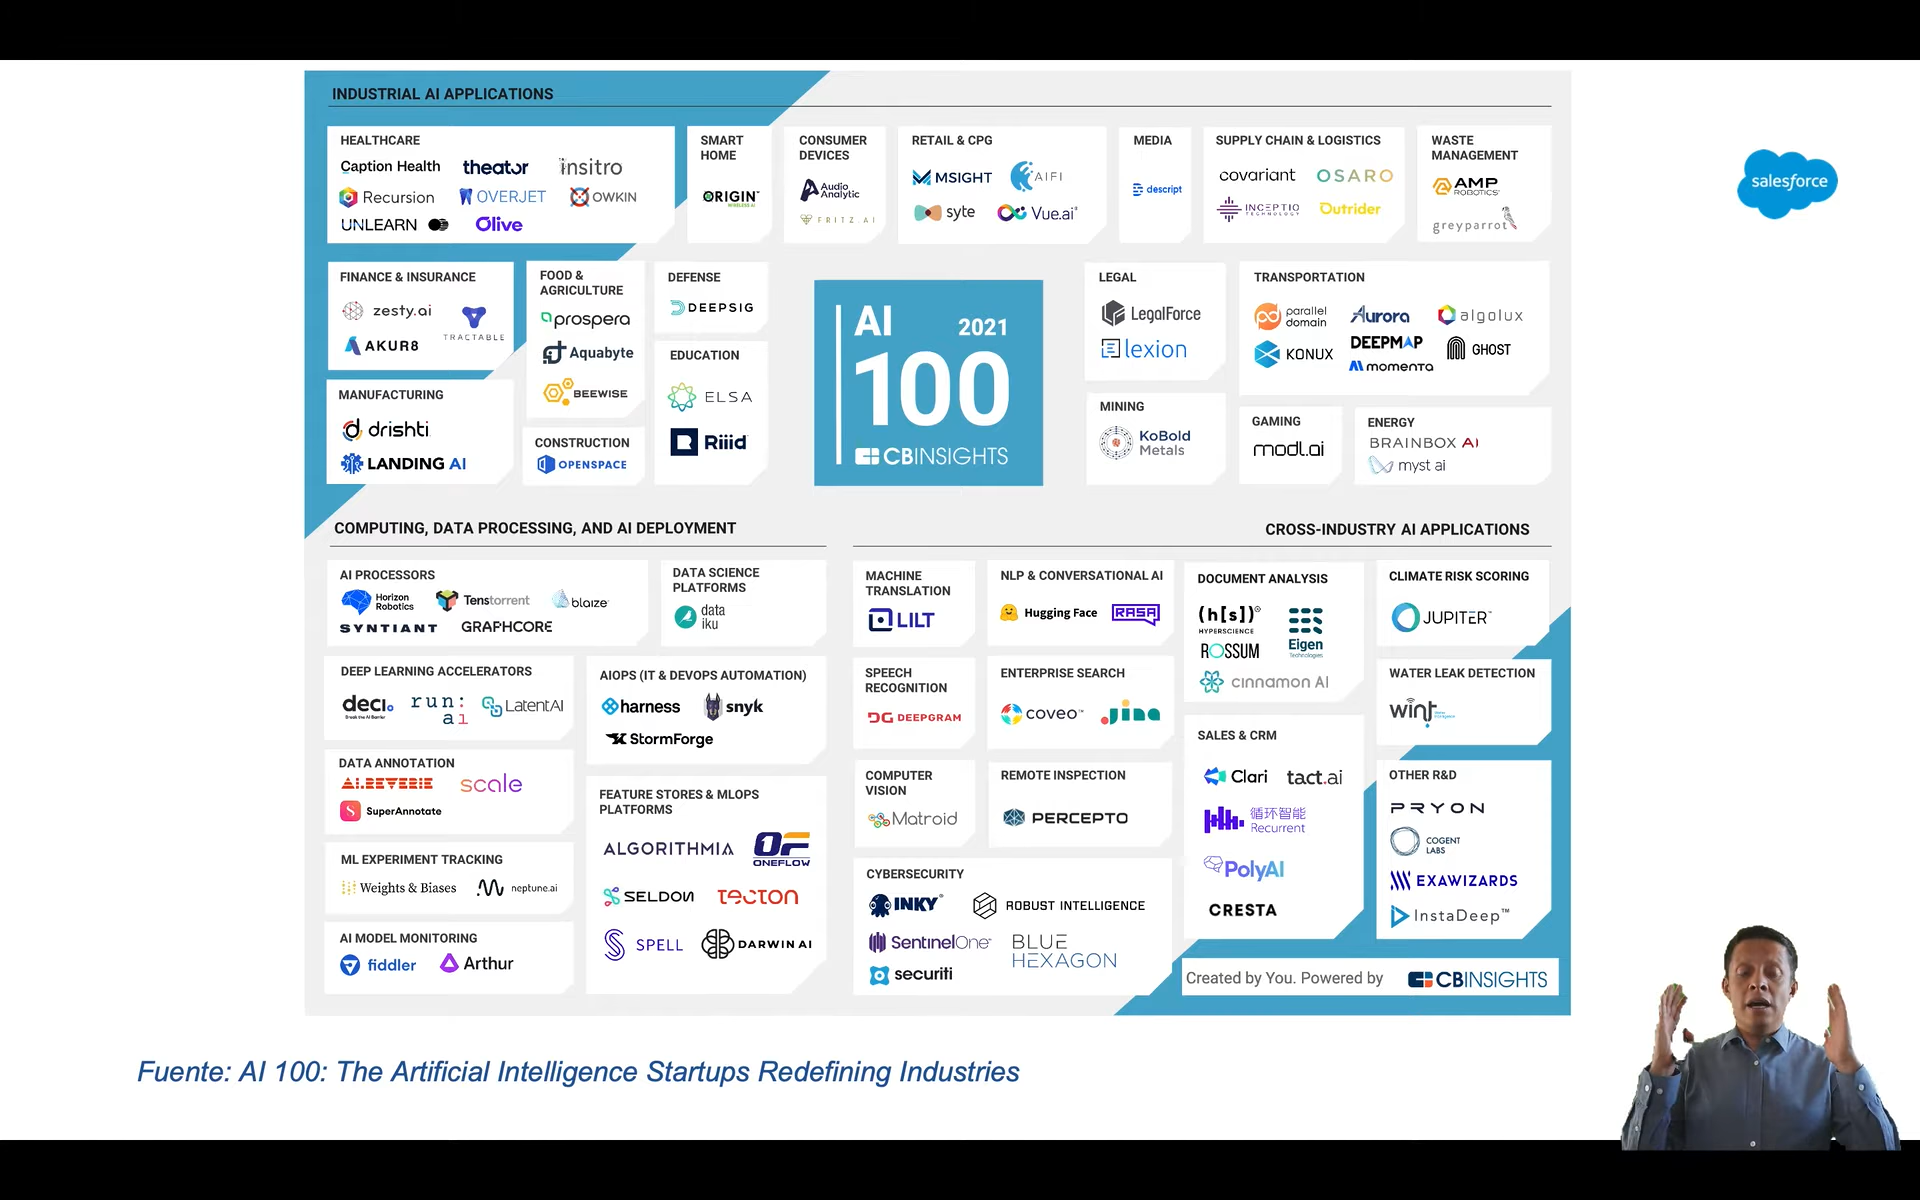 INDUSTRIAL AI APPLICATIONS
HEALTHCARE
Caption Health
theator
insitro
Recursion
OVERJET
OWKIN
UNLEARN
Olive
SMART
HOME
ORIGIN
WIRELESS AI
CONSUMER
DEVICES
Audio
Analytic
FRITZ.AI
RETAIL & CPG
MSIGHT
AIFI
syte
Vue.ai
MEDIA
descript
SUPPLY CHAIN & LOGISTICS
covariant
OSARO
INCEPTIO
TECHNOLOGY
Outrider
WASTE
MANAGEMENT
AMP
ROBOTICS
greyparrot
salesforce
FINANCE & INSURANCE
zesty.ai
TRACTABLE
AKUR8
FOOD &
AGRICULTURE
prospera
Aquabyte
BEEWISE
DEFENSE
DEEPSIG
EDUCATION
ELSA
Riiid
MANUFACTURING
drishti
LANDING AI
CONSTRUCTION
OPENSPACE
AI 2021
100
CBINSIGHTS
LEGAL
LegalForce
lexion
TRANSPORTATION
parallel
domain
Aurora
algolux
KONUX
DEEPMAP
GHOST
momenta
MINING
KoBold
Metals
GAMING
modl.ai
ENERGY
BRAINBOX AI
myst ai
COMPUTING, DATA PROCESSING, AND AI DEPLOYMENT
AI PROCESSORS
Horizon
Robotics
Tenstorrent
blaize
SYNTIANT
GRAPHCORE
DATA SCIENCE
PLATFORMS
data
iku
DEEP LEARNING ACCELERATORS
deci.
Break the AI Barrier
run:
ai
LatentAI
AIOPS (IT & DEVOPS AUTOMATION)
harness
snyk
StormForge
DATA ANNOTATION
AI.REVERIE
scale
SuperAnnotate
FEATURE STORES & MLOPS
PLATFORMS
ALGORITHMIA
OF
ONEFLOW
SELDON
TECTON
SPELL
DARWIN AI
ML EXPERIMENT TRACKING
Weights & Biases
neptune.ai
AI MODEL MONITORING
fiddler
Arthur
CROSS-INDUSTRY AI APPLICATIONS
MACHINE
TRANSLATION
LILT
NLP & CONVERSATIONAL AI
Hugging Face
RASA
DOCUMENT ANALYSIS
(h[s])
HYPERSCIENCE
Eigen
Technologies
ROSSUM
cinnamon AI
CLIMATE RISK SCORING
JUPITER
SPEECH
RECOGNITION
DEEPGRAM
ENTERPRISE SEARCH
coveo™
jina
WATER LEAK DETECTION
wint
COMPUTER
VISION
Matroid
REMOTE INSPECTION
PERCEPTO
SALES & CRM
Clari
tact.ai
循环智能
Recurrent
PolyAI
CRESTA
OTHER R&D
PRYON
COGENT
LABS
EXAWIZARDS
InstaDeep™
CYBERSECURITY
INKY
ROBUST INTELLIGENCE
SentinelOne
BLUE
HEXAGON
securiti
Created by You. Powered by CBINSIGHTS
Fuente: AI 100: The Artificial Intelligence Startups Redefining Industries